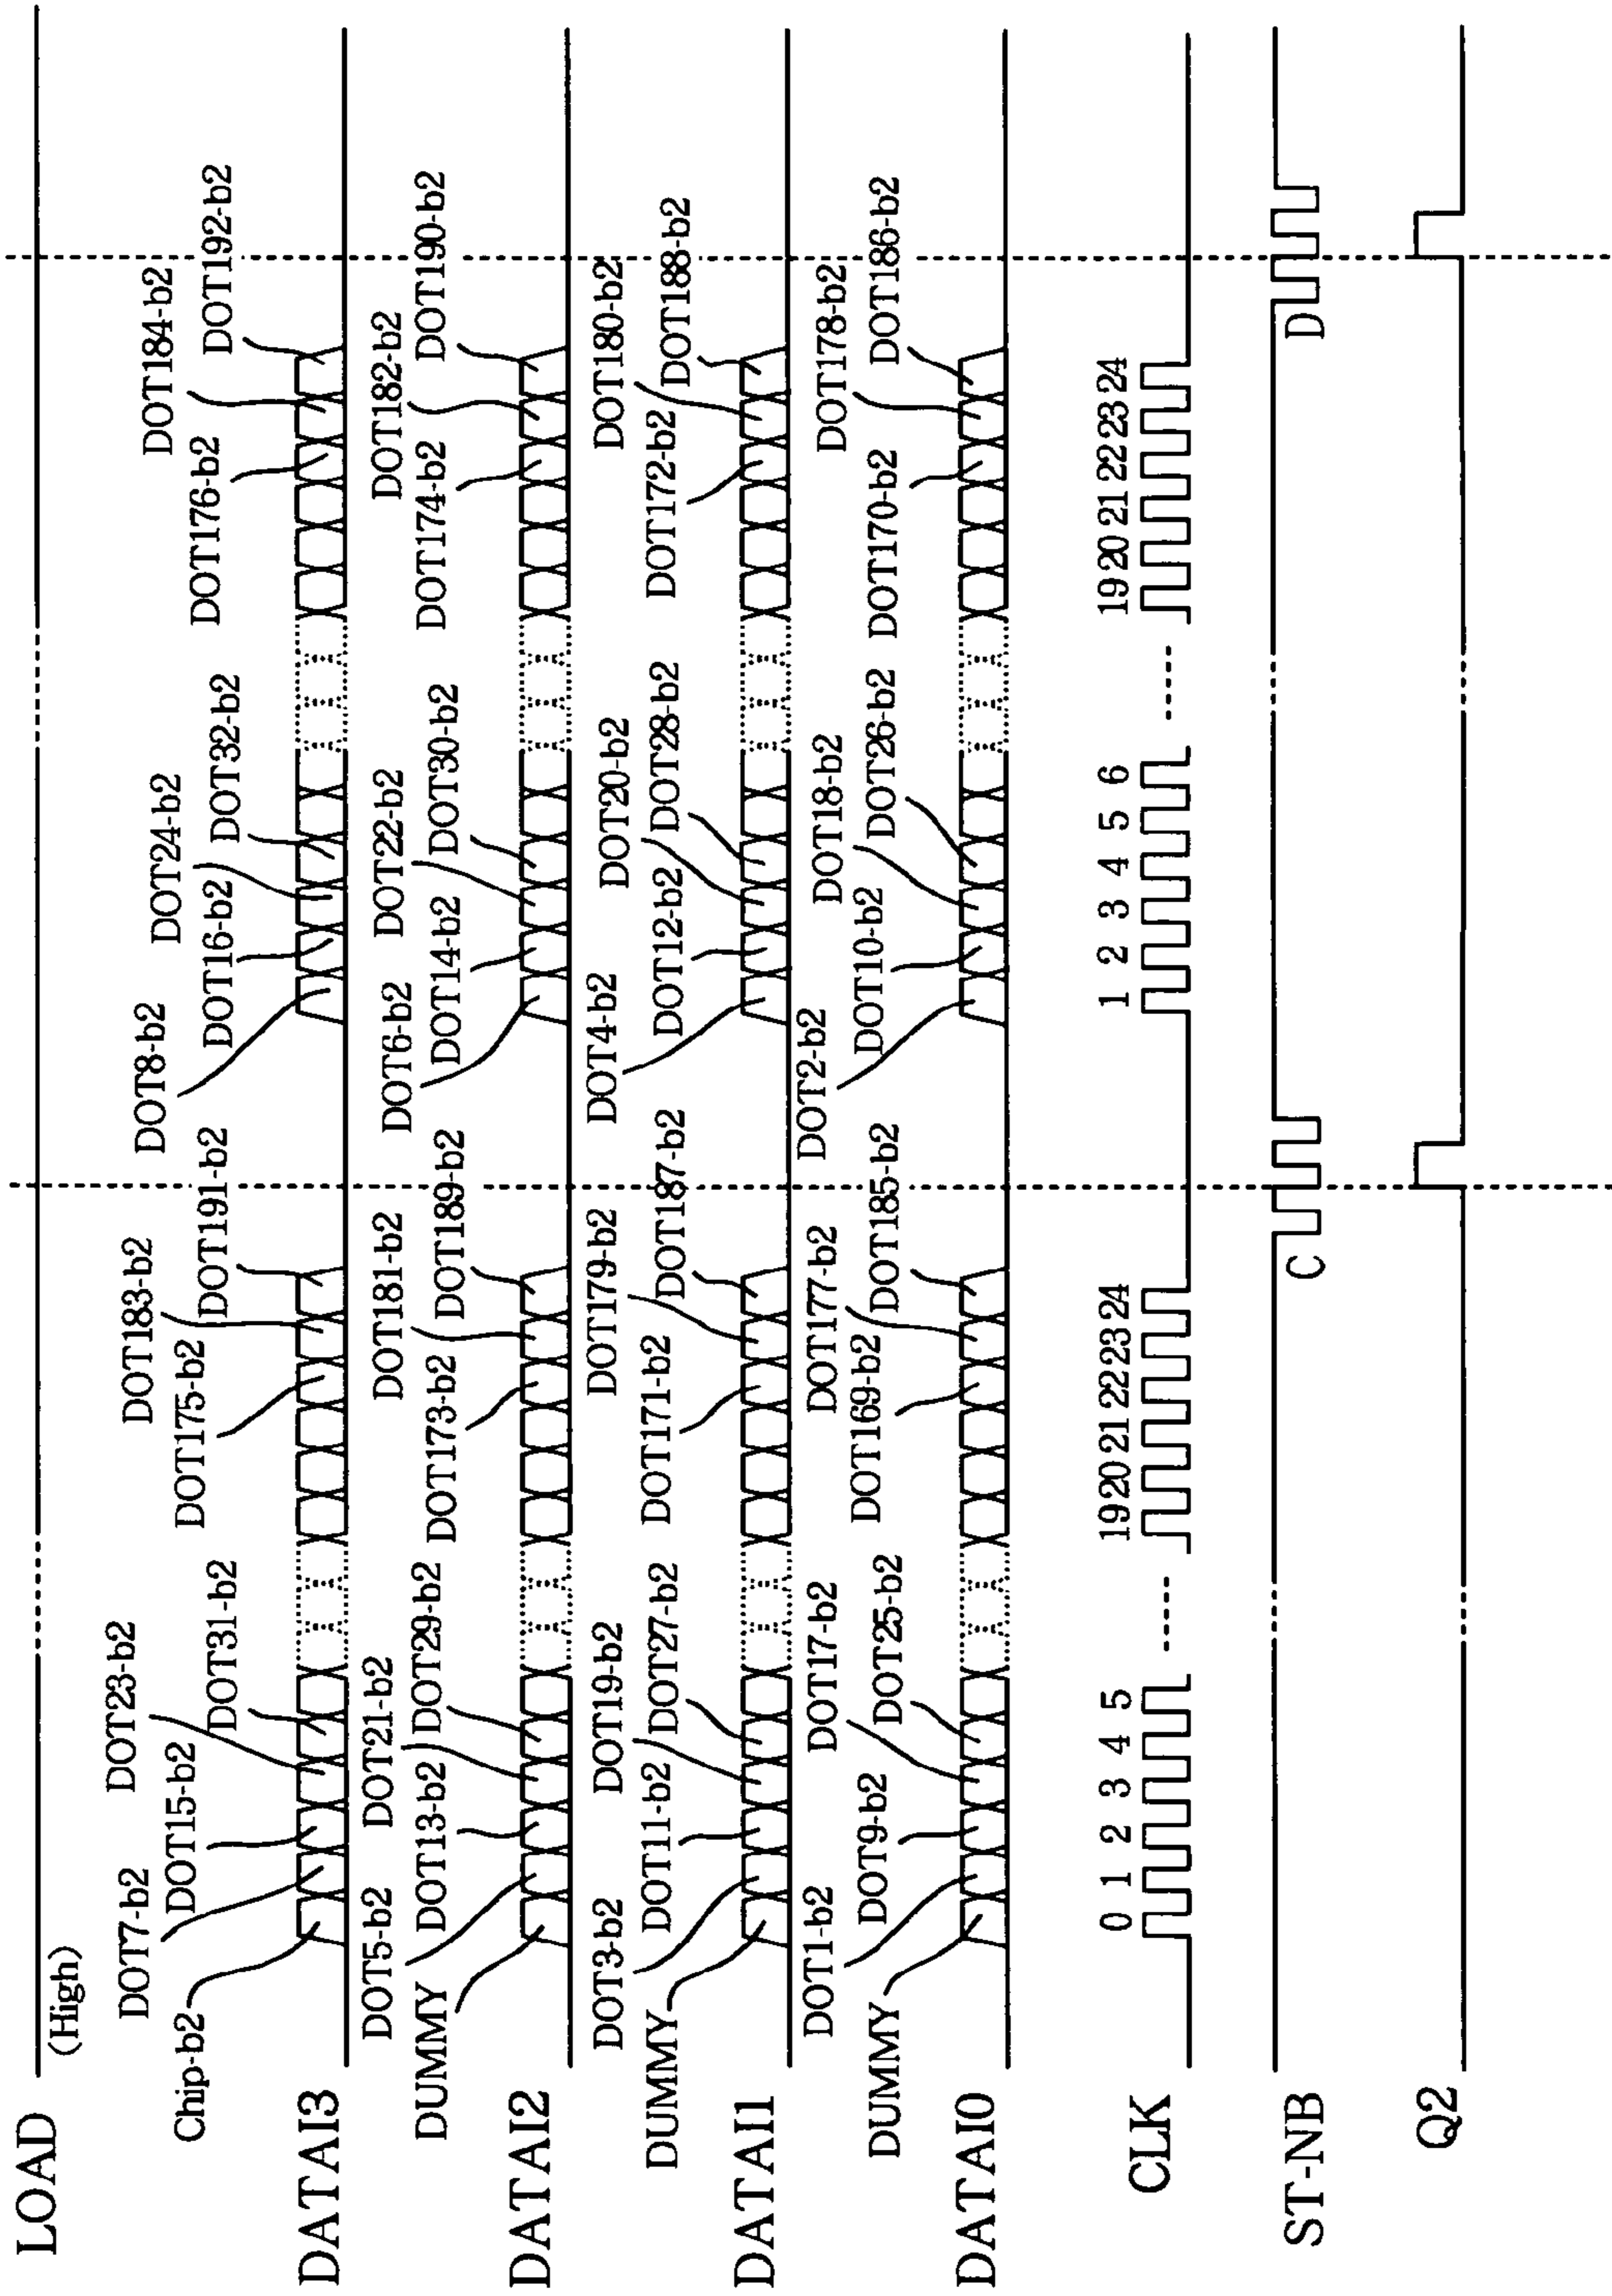 LOAD
(High)
DOT7-b2
DOT23-b2
DOT183-b2
DOT8-b2
DOT24-b2
DOT184-b2
Chip-b2
DOT15-b2
DOT31-b2
DOT175-b2
DOT191-b2
DOT16-b2
DOT32-b2
DOT176-b2
DOT192-b2
DATAI3
DOT5-b2
DOT21-b2
DOT181-b2
DOT6-b2
DOT22-b2
DOT182-b2
DUMMY
DOT13-b2
DOT29-b2
DOT173-b2
DOT189-b2
DOT14-b2
DOT30-b2
DOT174-b2
DOT190-b2
DATAI2
DOT3-b2
DOT19-b2
DOT179-b2
DOT4-b2
DOT20-b2
DOT180-b2
DUMMY
DOT11-b2
DOT27-b2
DOT171-b2
DOT187-b2
DOT12-b2
DOT28-b2
DOT172-b2
DOT188-b2
DATAI1
DOT1-b2
DOT17-b2
DOT177-b2
DOT2-b2
DOT18-b2
DOT178-b2
DUMMY
DOT9-b2
DOT25-b2
DOT169-b2
DOT185-b2
DOT10-b2
DOT26-b2
DOT170-b2
DOT186-b2
DATAI0
0 1 2 3 4 5 19 20 21 22 23 24 1 2 3 4 5 6 19 20 21 22 23 24
CLK
ST-NB
C
D
Q2